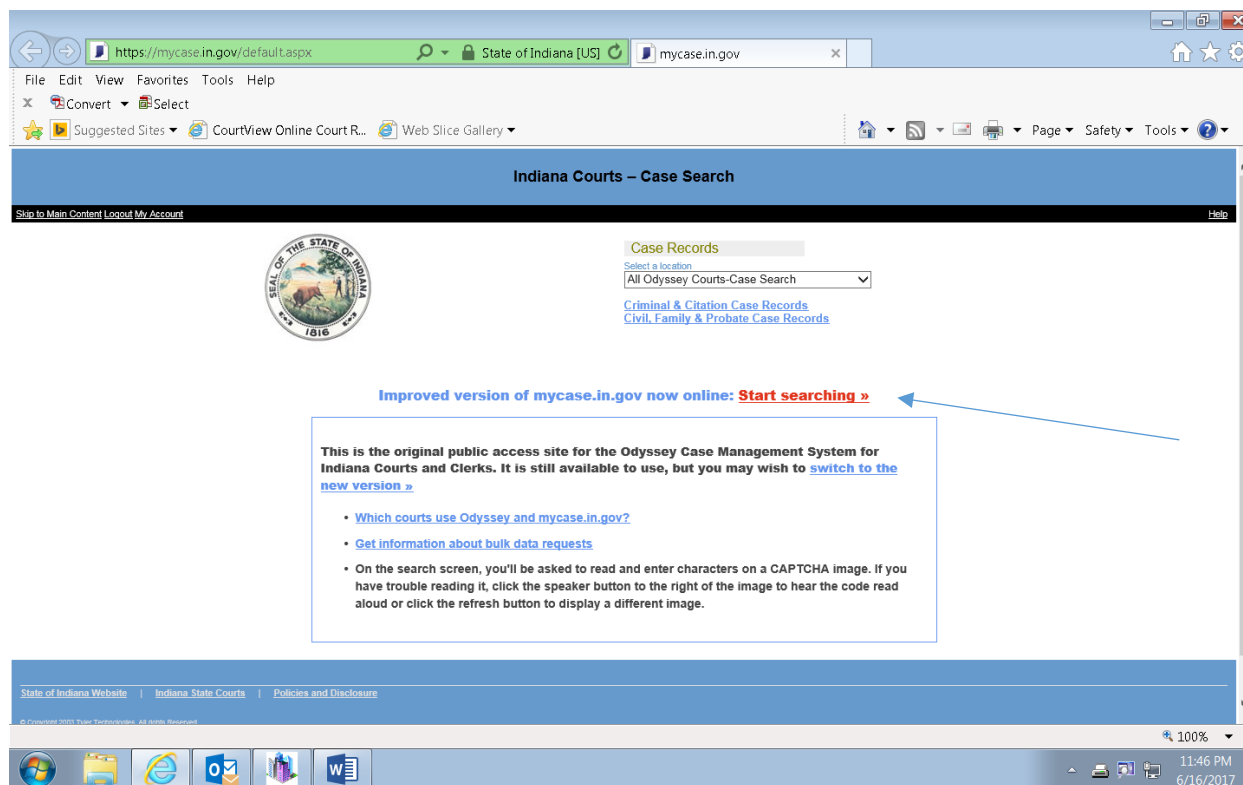 https://mycase.in.gov/default.aspx
State of Indiana [US]
mycase.in.gov
File Edit View Favorites Tools Help
x Convert Select
Suggested Sites CourtView Online Court R... Web Slice Gallery
Page Safety Tools
Indiana Courts – Case Search
Skip to Main Content Logout My Account
Help
SEAL OF THE STATE OF INDIANA
1816
Case Records
Select a location
All Odyssey Courts-Case Search
Criminal & Citation Case Records
Civil, Family & Probate Case Records
Improved version of mycase.in.gov now online: Start searching »
This is the original public access site for the Odyssey Case Management System for
Indiana Courts and Clerks. It is still available to use, but you may wish to switch to the
new version »
• Which courts use Odyssey and mycase.in.gov?
• Get information about bulk data requests
• On the search screen, you'll be asked to read and enter characters on a CAPTCHA image. If you
have trouble reading it, click the speaker button to the right of the image to hear the code read
aloud or click the refresh button to display a different image.
State of Indiana Website | Indiana State Courts | Policies and Disclosure
© Copyright 2003 Tyler Technologies. All rights Reserved.
100%
11:46 PM
6/16/2017